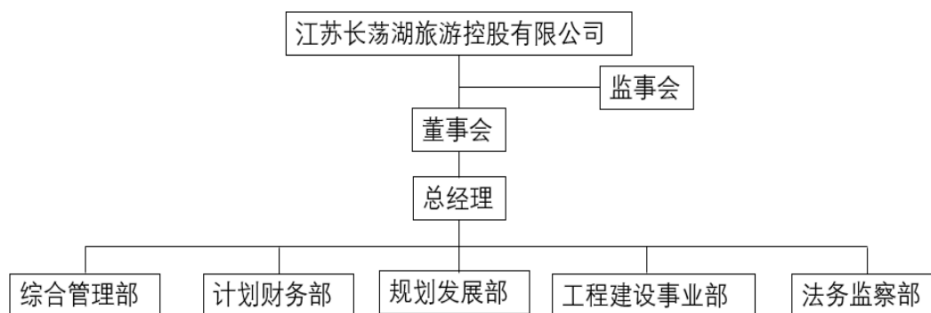 江苏长荡湖旅游控股有限公司
监事会
董事会
总经理
综合管理部
计划财务部
规划发展部
工程建设事业部
法务监察部